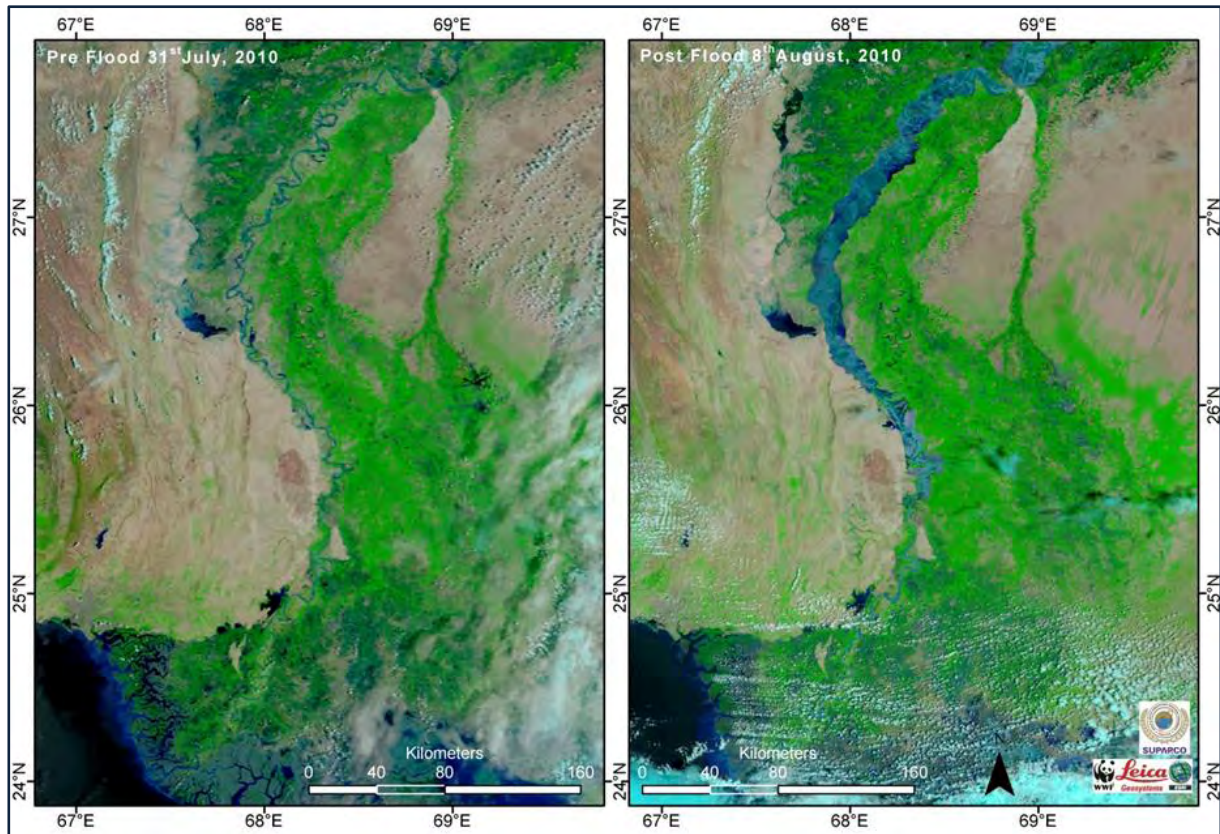 67°E 68°E 69°E 67°E 68°E 69°E
Pre Flood 31st July, 2010
Post Flood 8th August, 2010
27°N
26°N
25°N
24°N
27°N
26°N
25°N
24°N
Kilometers
0 40 80 160
Kilometers
0 40 80 160
N
SUPARCO
WWF
Leica
Geosystems
67°E 68°E 69°E 67°E 68°E 69°E